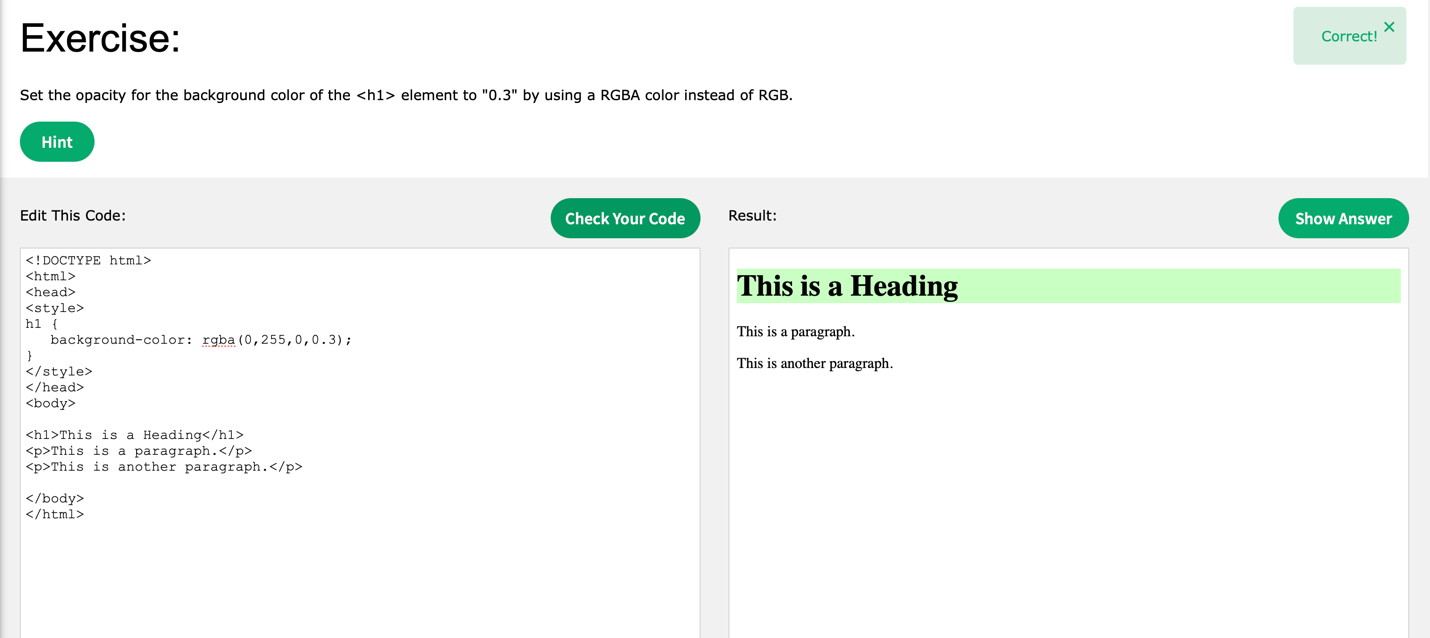 Exercise:
Correct! ×
Set the opacity for the background color of the <h1> element to "0.3" by using a RGBA color instead of RGB.
Hint
Edit This Code:
Check Your Code
<!DOCTYPE html>
<html>
<head>
<style>
h1 {
   background-color: rgba(0,255,0,0.3);
}
</style>
</head>
<body>

<h1>This is a Heading</h1>
<p>This is a paragraph.</p>
<p>This is another paragraph.</p>

</body>
</html>
Result:
Show Answer
This is a Heading
This is a paragraph.
This is another paragraph.